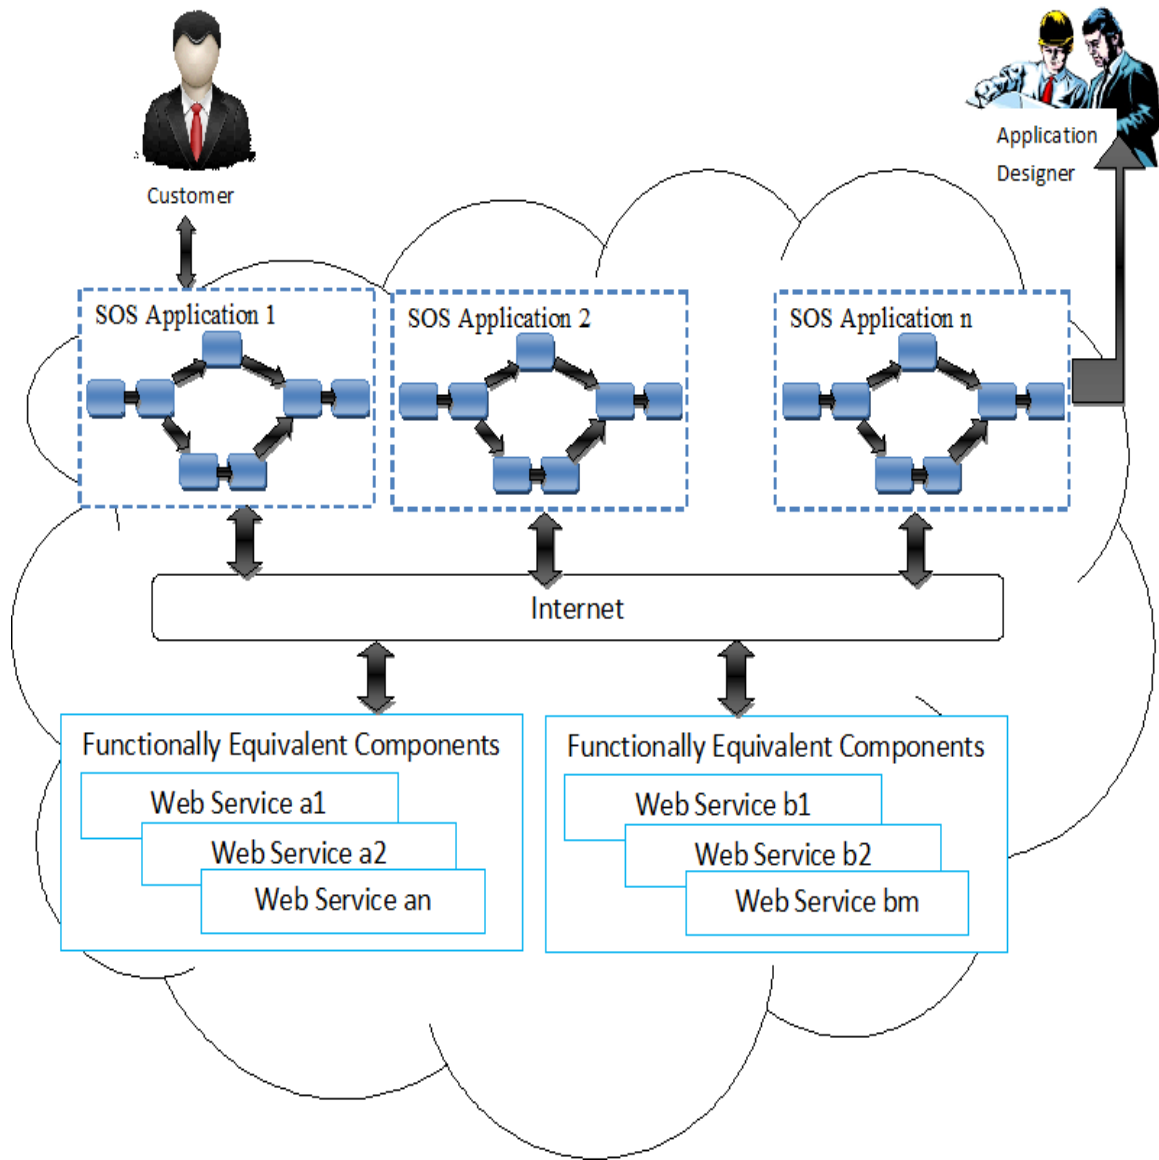 Customer
Application
Designer
SOS Application 1
SOS Application 2
SOS Application n
Internet
Functionally Equivalent Components
Web Service a1
Web Service a2
Web Service an
Functionally Equivalent Components
Web Service b1
Web Service b2
Web Service bm